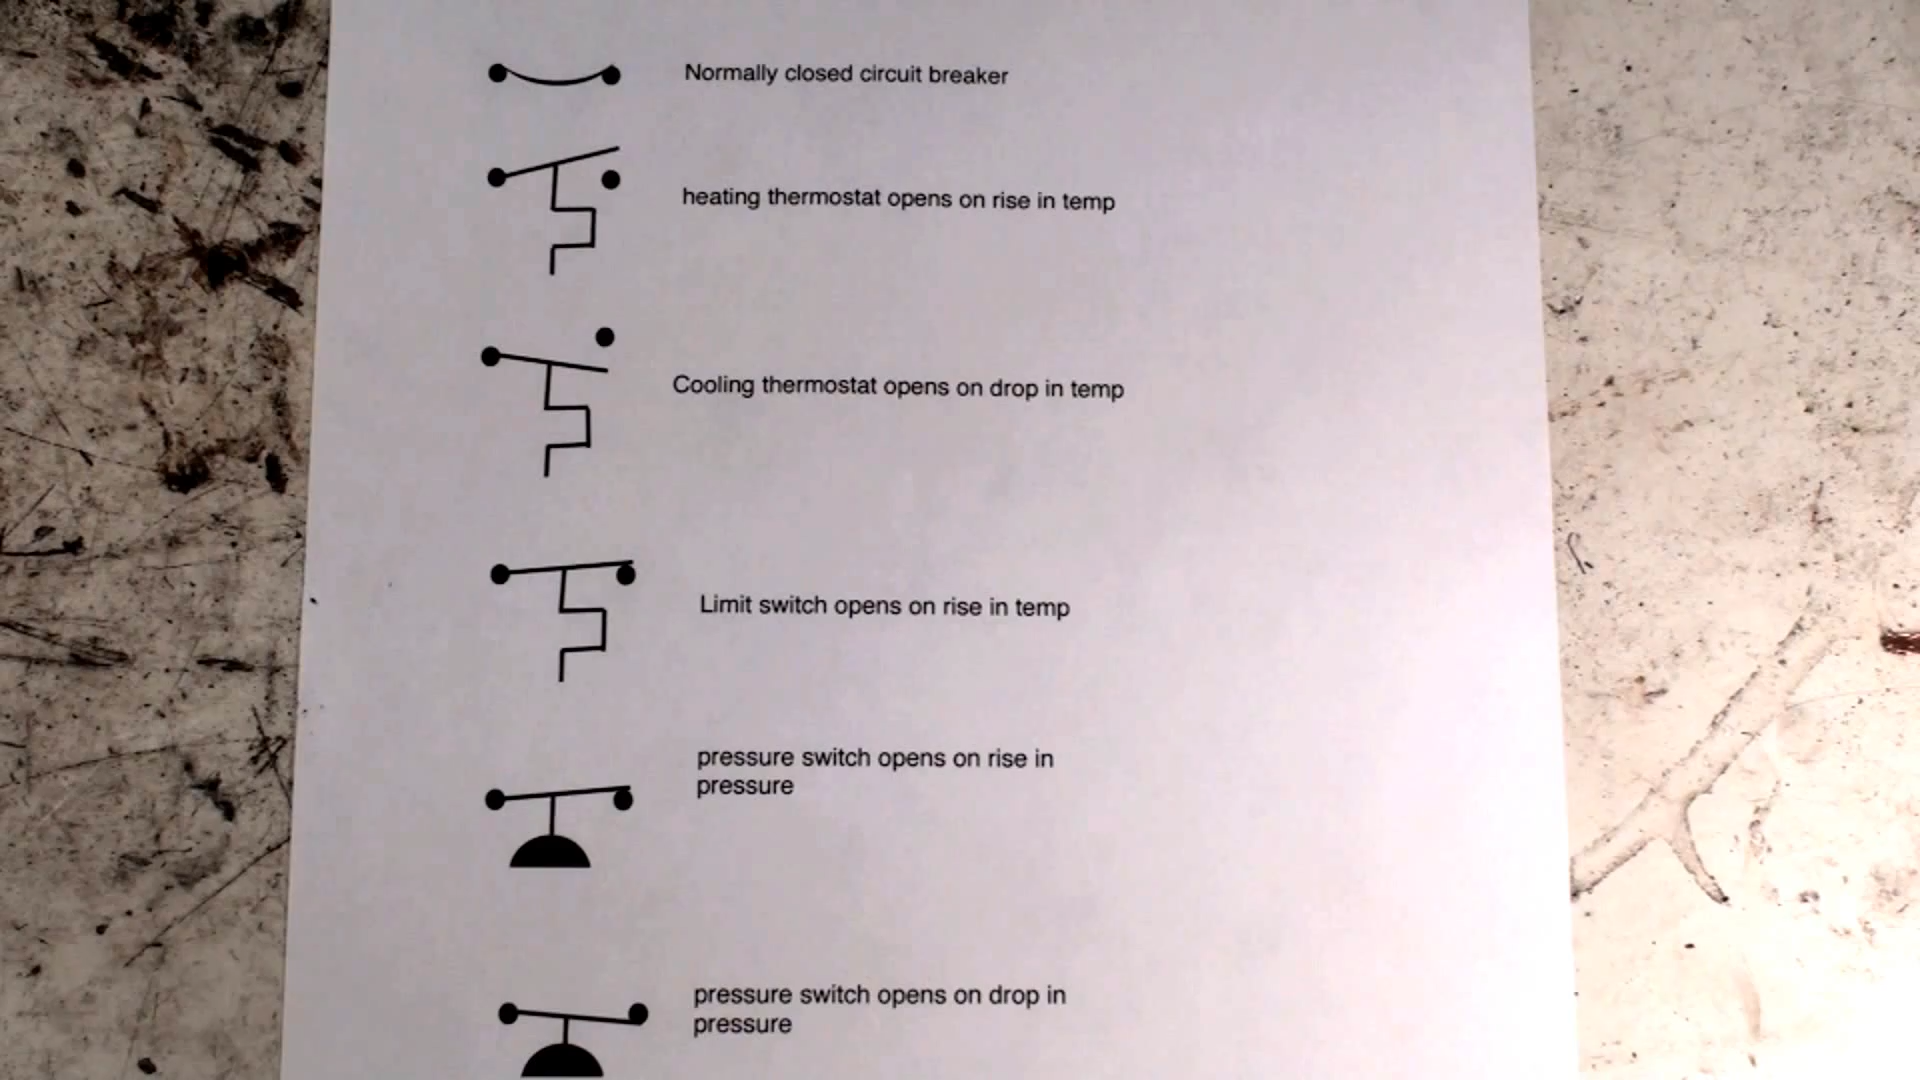 Normally closed circuit breaker
heating thermostat opens on rise in temp
Cooling thermostat opens on drop in temp
Limit switch opens on rise in temp
pressure switch opens on rise in
pressure
pressure switch opens on drop in
pressure